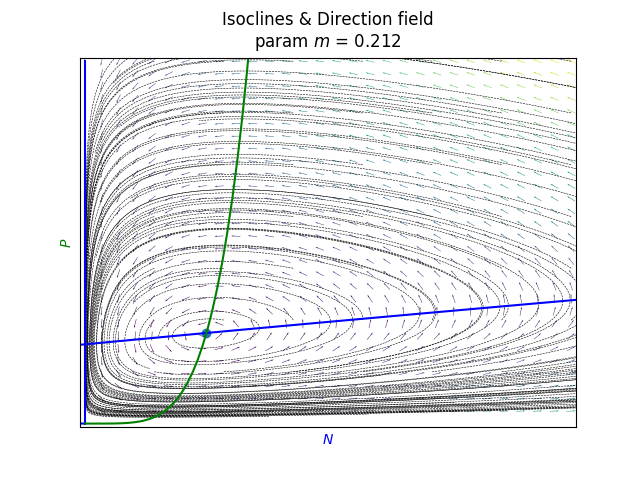 Isoclines & Direction field
param m = 0.212
P
N